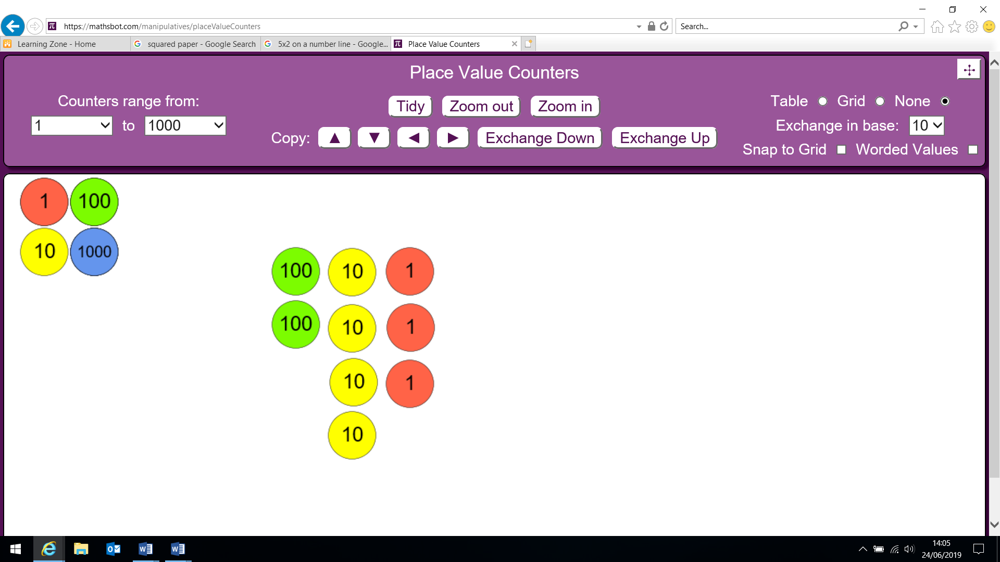 https://mathsbot.com/manipulatives/placeValueCounters
Search...
Learning Zone - Home
squared paper - Google Search
5x2 on a number line - Google...
Place Value Counters
Place Value Counters
Counters range from:
1 to 1000
Tidy Zoom out Zoom in
Copy: ▲ ▼ ◀ ▶ Exchange Down Exchange Up
Table Grid None
Exchange in base: 10
Snap to Grid Worded Values
1 100
10 1000
100 10 1
100 10 1
10 1
10
14:05
24/06/2019